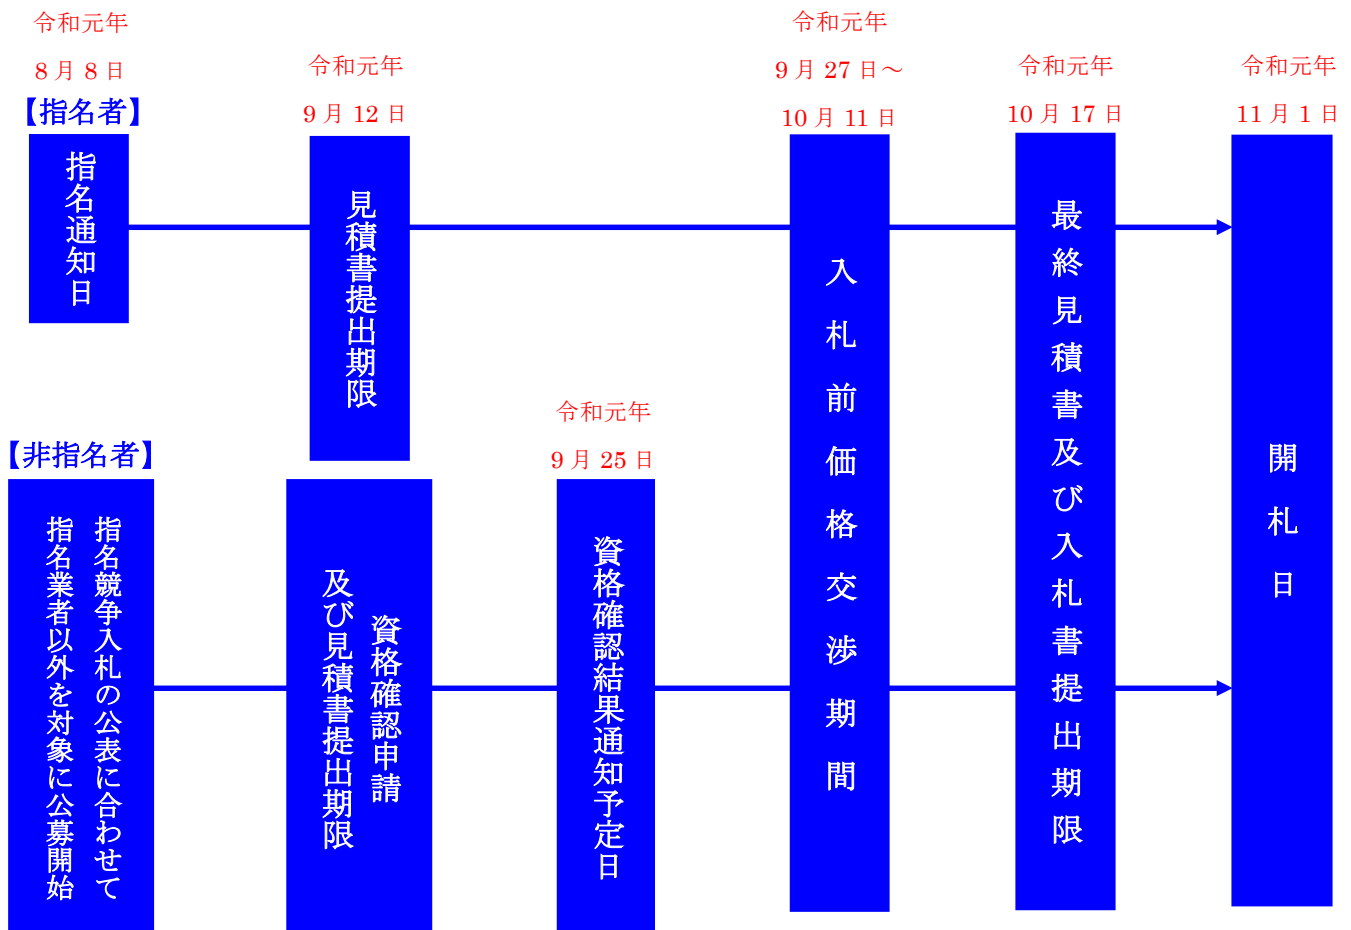 令和元年
8月8日
【指名者】
指名通知日
令和元年
9月12日
見積書提出期限
令和元年
9月27日～
10月11日
入札前価格交渉期間
令和元年
10月17日
最終見積書及び入札書提出期限
令和元年
11月1日
開札日
【非指名者】
指名競争入札の公表に合わせて
指名業者以外を対象に公募開始
資格確認申請
及び見積書提出期限
令和元年
9月25日
資格確認結果通知予定日